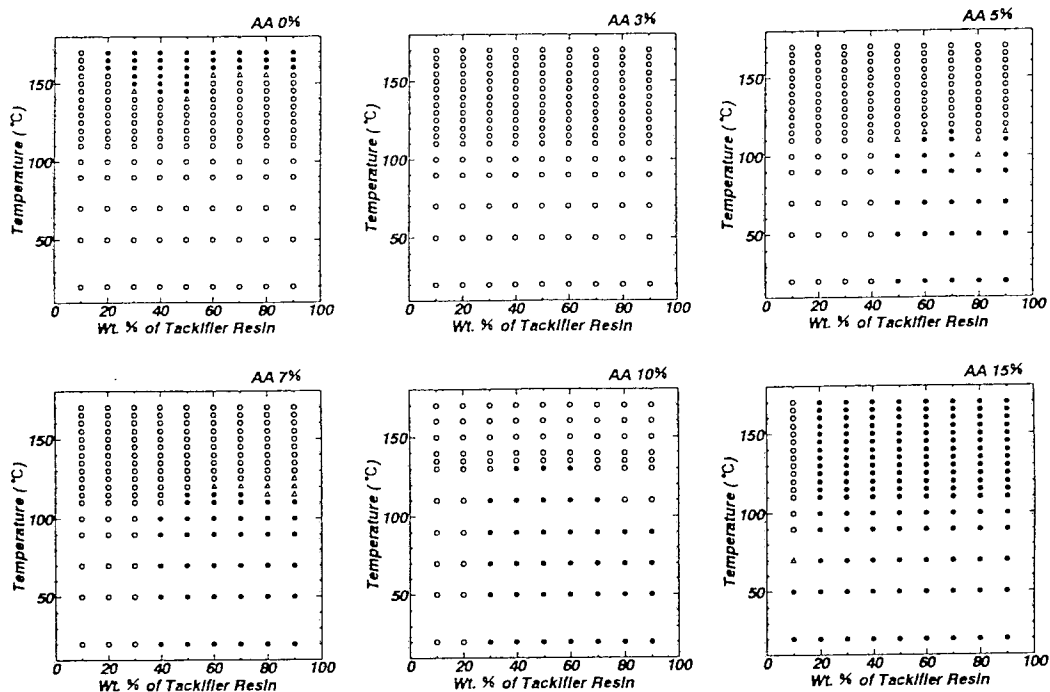 AA 0%
150
100
50
0 20 40 60 80 100
Temperature (°C)
Wt. % of Tackifier Resin
AA 3%
150
100
50
0 20 40 60 80 100
Temperature (°C)
Wt. % of Tackifier Resin
AA 5%
150
100
50
0 20 40 60 80 100
Temperature (°C)
Wt. % of Tackifier Resin
AA 7%
150
100
50
0 20 40 60 80 100
Temperature (°C)
Wt. % of Tackifier Resin
AA 10%
150
100
50
0 20 40 60 80 100
Temperature (°C)
Wt. % of Tackifier Resin
AA 15%
150
100
50
0 20 40 60 80 100
Temperature (°C)
Wt. % of Tackifier Resin